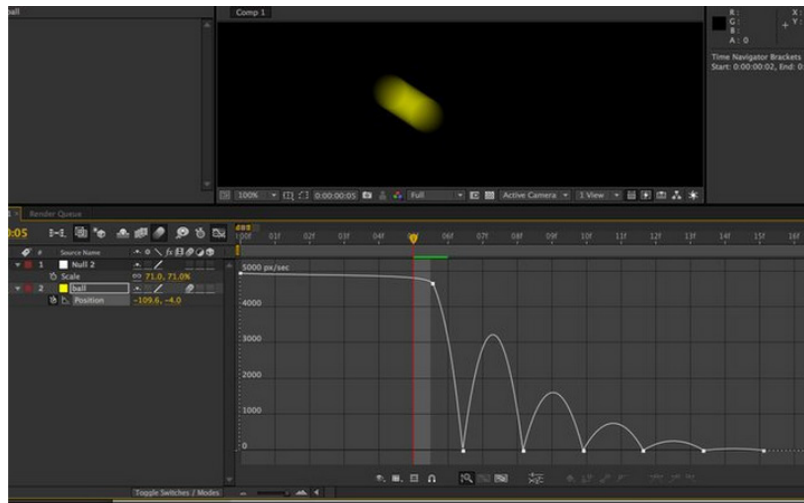 ball
Comp 1
R:
X:
G:
+ Y:
B:
A: 0
Time Navigator Brackets
Start: 0:00:00:02, End: 0:
100%
0:00:00:05
Full
Active Camera
1 View
Render Queue
0:05
:00f 01f 02f 03f 04f 06f 07f 08f 09f 10f 11f 12f 13f 14f 15f 16f
# Source Name
1 Null 2
Scale 71.0, 71.0%
2 ball
Position -109.6, -4.0
5000 px/sec
4000
3000
2000
1000
0
Toggle Switches / Modes